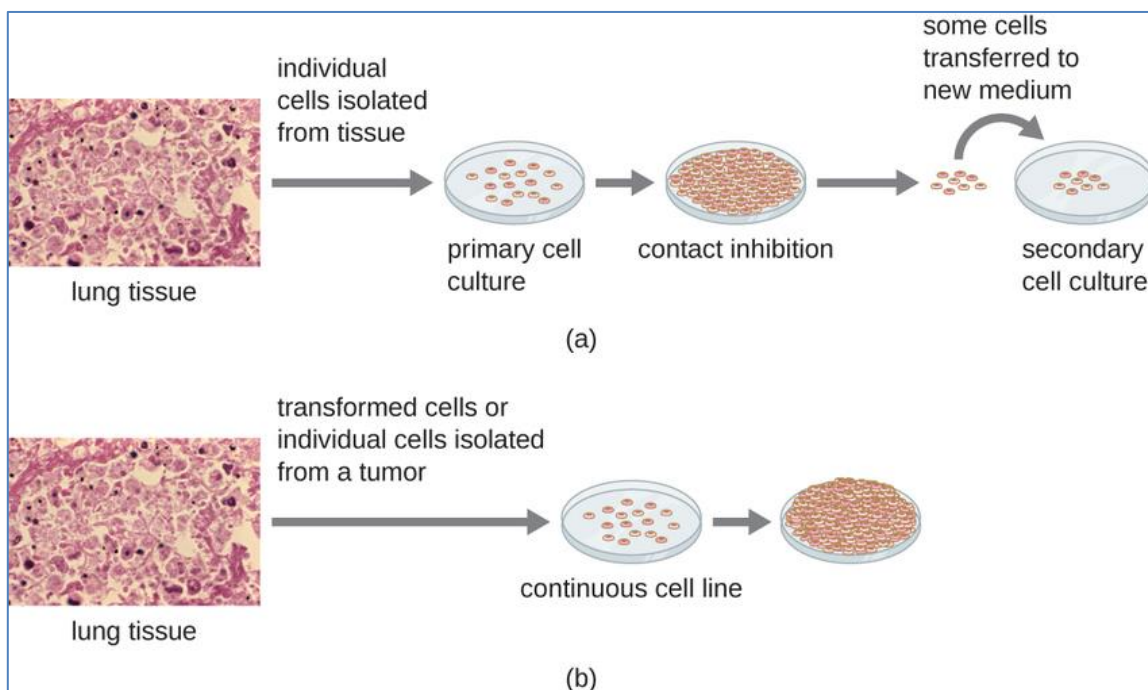 individual
cells isolated
from tissue
some cells
transferred to
new medium
lung tissue
primary cell
culture
contact inhibition
secondary
cell culture
(a)
transformed cells or
individual cells isolated
from a tumor
continuous cell line
lung tissue
(b)